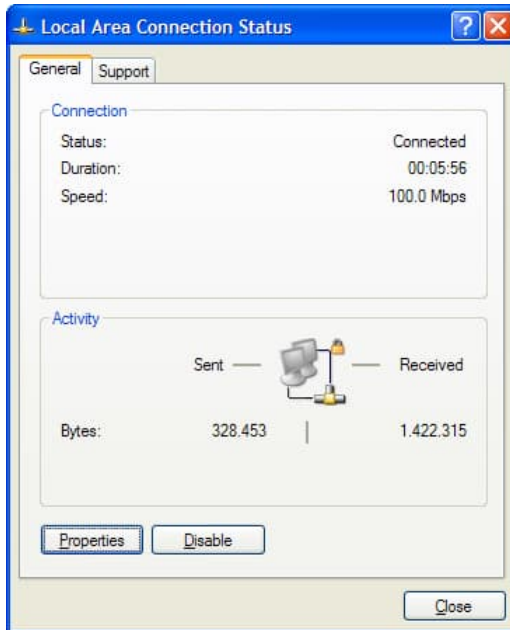 Local Area Connection Status
General Support
Connection
Status: Connected
Duration: 00:05:56
Speed: 100.0 Mbps
Activity
Sent Received
Bytes: 328.453 1.422.315
Properties Disable
Close